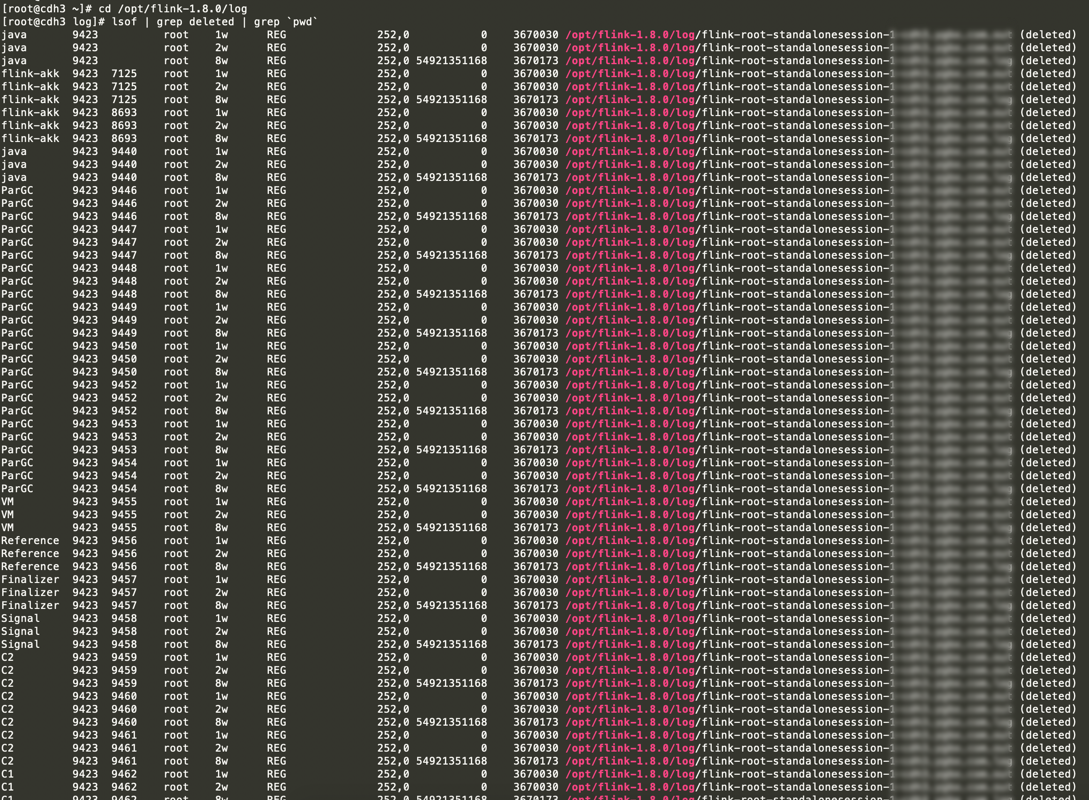 [root@cdh3 ~]# cd /opt/flink-1.8.0/log
[root@cdh3 log]# lsof | grep deleted | grep `pwd`
java 9423 root 1w REG 252,0 0 3670030 /opt/flink-1.8.0/log/flink-root-standalonesession- (deleted)
java 9423 root 2w REG 252,0 0 3670030 /opt/flink-1.8.0/log/flink-root-standalonesession- (deleted)
java 9423 root 8w REG 252,0 54921351168 3670173 /opt/flink-1.8.0/log/flink-root-standalonesession- (deleted)
flink-akk 9423 7125 root 1w REG 252,0 0 3670030 /opt/flink-1.8.0/log/flink-root-standalonesession- (deleted)
flink-akk 9423 7125 root 2w REG 252,0 0 3670030 /opt/flink-1.8.0/log/flink-root-standalonesession- (deleted)
flink-akk 9423 7125 root 8w REG 252,0 54921351168 3670173 /opt/flink-1.8.0/log/flink-root-standalonesession- (deleted)
flink-akk 9423 8693 root 1w REG 252,0 0 3670030 /opt/flink-1.8.0/log/flink-root-standalonesession- (deleted)
flink-akk 9423 8693 root 2w REG 252,0 0 3670030 /opt/flink-1.8.0/log/flink-root-standalonesession- (deleted)
flink-akk 9423 8693 root 8w REG 252,0 54921351168 3670173 /opt/flink-1.8.0/log/flink-root-standalonesession- (deleted)
java 9423 9440 root 1w REG 252,0 0 3670030 /opt/flink-1.8.0/log/flink-root-standalonesession- (deleted)
java 9423 9440 root 2w REG 252,0 0 3670030 /opt/flink-1.8.0/log/flink-root-standalonesession- (deleted)
java 9423 9440 root 8w REG 252,0 54921351168 3670173 /opt/flink-1.8.0/log/flink-root-standalonesession- (deleted)
ParGC 9423 9446 root 1w REG 252,0 0 3670030 /opt/flink-1.8.0/log/flink-root-standalonesession- (deleted)
ParGC 9423 9446 root 2w REG 252,0 0 3670030 /opt/flink-1.8.0/log/flink-root-standalonesession- (deleted)
ParGC 9423 9446 root 8w REG 252,0 54921351168 3670173 /opt/flink-1.8.0/log/flink-root-standalonesession- (deleted)
ParGC 9423 9447 root 1w REG 252,0 0 3670030 /opt/flink-1.8.0/log/flink-root-standalonesession- (deleted)
ParGC 9423 9447 root 2w REG 252,0 0 3670030 /opt/flink-1.8.0/log/flink-root-standalonesession- (deleted)
ParGC 9423 9447 root 8w REG 252,0 54921351168 3670173 /opt/flink-1.8.0/log/flink-root-standalonesession- (deleted)
ParGC 9423 9448 root 1w REG 252,0 0 3670030 /opt/flink-1.8.0/log/flink-root-standalonesession- (deleted)
ParGC 9423 9448 root 2w REG 252,0 0 3670030 /opt/flink-1.8.0/log/flink-root-standalonesession- (deleted)
ParGC 9423 9448 root 8w REG 252,0 54921351168 3670173 /opt/flink-1.8.0/log/flink-root-standalonesession- (deleted)
ParGC 9423 9449 root 1w REG 252,0 0 3670030 /opt/flink-1.8.0/log/flink-root-standalonesession- (deleted)
ParGC 9423 9449 root 2w REG 252,0 0 3670030 /opt/flink-1.8.0/log/flink-root-standalonesession- (deleted)
ParGC 9423 9449 root 8w REG 252,0 54921351168 3670173 /opt/flink-1.8.0/log/flink-root-standalonesession- (deleted)
ParGC 9423 9450 root 1w REG 252,0 0 3670030 /opt/flink-1.8.0/log/flink-root-standalonesession- (deleted)
ParGC 9423 9450 root 2w REG 252,0 0 3670030 /opt/flink-1.8.0/log/flink-root-standalonesession- (deleted)
ParGC 9423 9450 root 8w REG 252,0 54921351168 3670173 /opt/flink-1.8.0/log/flink-root-standalonesession- (deleted)
ParGC 9423 9452 root 1w REG 252,0 0 3670030 /opt/flink-1.8.0/log/flink-root-standalonesession- (deleted)
ParGC 9423 9452 root 2w REG 252,0 0 3670030 /opt/flink-1.8.0/log/flink-root-standalonesession- (deleted)
ParGC 9423 9452 root 8w REG 252,0 54921351168 3670173 /opt/flink-1.8.0/log/flink-root-standalonesession- (deleted)
ParGC 9423 9453 root 1w REG 252,0 0 3670030 /opt/flink-1.8.0/log/flink-root-standalonesession- (deleted)
ParGC 9423 9453 root 2w REG 252,0 0 3670030 /opt/flink-1.8.0/log/flink-root-standalonesession- (deleted)
ParGC 9423 9453 root 8w REG 252,0 54921351168 3670173 /opt/flink-1.8.0/log/flink-root-standalonesession- (deleted)
ParGC 9423 9454 root 1w REG 252,0 0 3670030 /opt/flink-1.8.0/log/flink-root-standalonesession- (deleted)
ParGC 9423 9454 root 2w REG 252,0 0 3670030 /opt/flink-1.8.0/log/flink-root-standalonesession- (deleted)
ParGC 9423 9454 root 8w REG 252,0 54921351168 3670173 /opt/flink-1.8.0/log/flink-root-standalonesession- (deleted)
VM 9423 9455 root 1w REG 252,0 0 3670030 /opt/flink-1.8.0/log/flink-root-standalonesession- (deleted)
VM 9423 9455 root 2w REG 252,0 0 3670030 /opt/flink-1.8.0/log/flink-root-standalonesession- (deleted)
VM 9423 9455 root 8w REG 252,0 54921351168 3670173 /opt/flink-1.8.0/log/flink-root-standalonesession- (deleted)
Reference 9423 9456 root 1w REG 252,0 0 3670030 /opt/flink-1.8.0/log/flink-root-standalonesession- (deleted)
Reference 9423 9456 root 2w REG 252,0 0 3670030 /opt/flink-1.8.0/log/flink-root-standalonesession- (deleted)
Reference 9423 9456 root 8w REG 252,0 54921351168 3670173 /opt/flink-1.8.0/log/flink-root-standalonesession- (deleted)
Finalizer 9423 9457 root 1w REG 252,0 0 3670030 /opt/flink-1.8.0/log/flink-root-standalonesession- (deleted)
Finalizer 9423 9457 root 2w REG 252,0 0 3670030 /opt/flink-1.8.0/log/flink-root-standalonesession- (deleted)
Finalizer 9423 9457 root 8w REG 252,0 54921351168 3670173 /opt/flink-1.8.0/log/flink-root-standalonesession- (deleted)
Signal 9423 9458 root 1w REG 252,0 0 3670030 /opt/flink-1.8.0/log/flink-root-standalonesession- (deleted)
Signal 9423 9458 root 2w REG 252,0 0 3670030 /opt/flink-1.8.0/log/flink-root-standalonesession- (deleted)
Signal 9423 9458 root 8w REG 252,0 54921351168 3670173 /opt/flink-1.8.0/log/flink-root-standalonesession- (deleted)
C2 9423 9459 root 1w REG 252,0 0 3670030 /opt/flink-1.8.0/log/flink-root-standalonesession- (deleted)
C2 9423 9459 root 2w REG 252,0 0 3670030 /opt/flink-1.8.0/log/flink-root-standalonesession- (deleted)
C2 9423 9459 root 8w REG 252,0 54921351168 3670173 /opt/flink-1.8.0/log/flink-root-standalonesession- (deleted)
C2 9423 9460 root 1w REG 252,0 0 3670030 /opt/flink-1.8.0/log/flink-root-standalonesession- (deleted)
C2 9423 9460 root 2w REG 252,0 0 3670030 /opt/flink-1.8.0/log/flink-root-standalonesession- (deleted)
C2 9423 9460 root 8w REG 252,0 54921351168 3670173 /opt/flink-1.8.0/log/flink-root-standalonesession- (deleted)
C2 9423 9461 root 1w REG 252,0 0 3670030 /opt/flink-1.8.0/log/flink-root-standalonesession- (deleted)
C2 9423 9461 root 2w REG 252,0 0 3670030 /opt/flink-1.8.0/log/flink-root-standalonesession- (deleted)
C2 9423 9461 root 8w REG 252,0 54921351168 3670173 /opt/flink-1.8.0/log/flink-root-standalonesession- (deleted)
C1 9423 9462 root 1w REG 252,0 0 3670030 /opt/flink-1.8.0/log/flink-root-standalonesession- (deleted)
C1 9423 9462 root 2w REG 252,0 0 3670030 /opt/flink-1.8.0/log/flink-root-standalonesession- (deleted)
C1 9423 9462 root 8w REG 252,0 54921351168 3670173 /opt/flink-1.8.0/log/flink-root-standalonesession- (deleted)